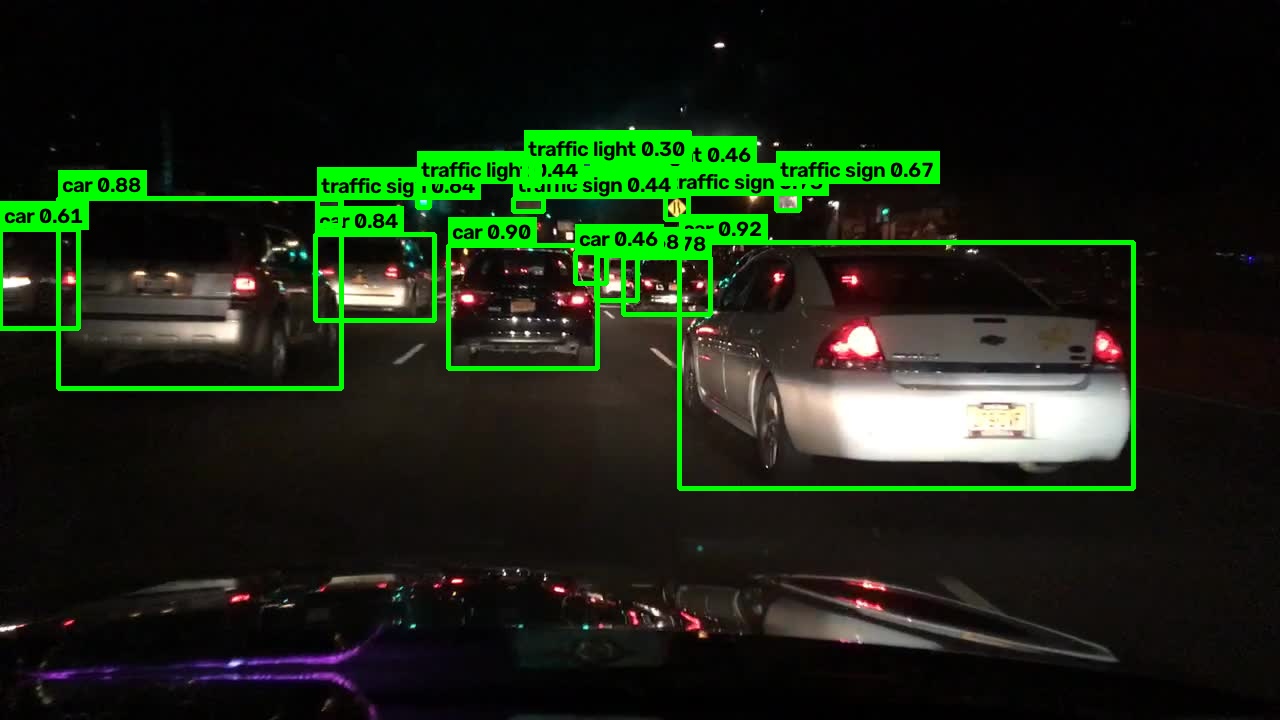 traffic light 0.30
t 0.46
traffic light
0.44
traffic sign 0.67
car 0.88
traffic sig
0.64
traffic sign 0.44
raffic sign
car 0.61
car 0.84
car 0.90
car 0.46
78
car 0.92